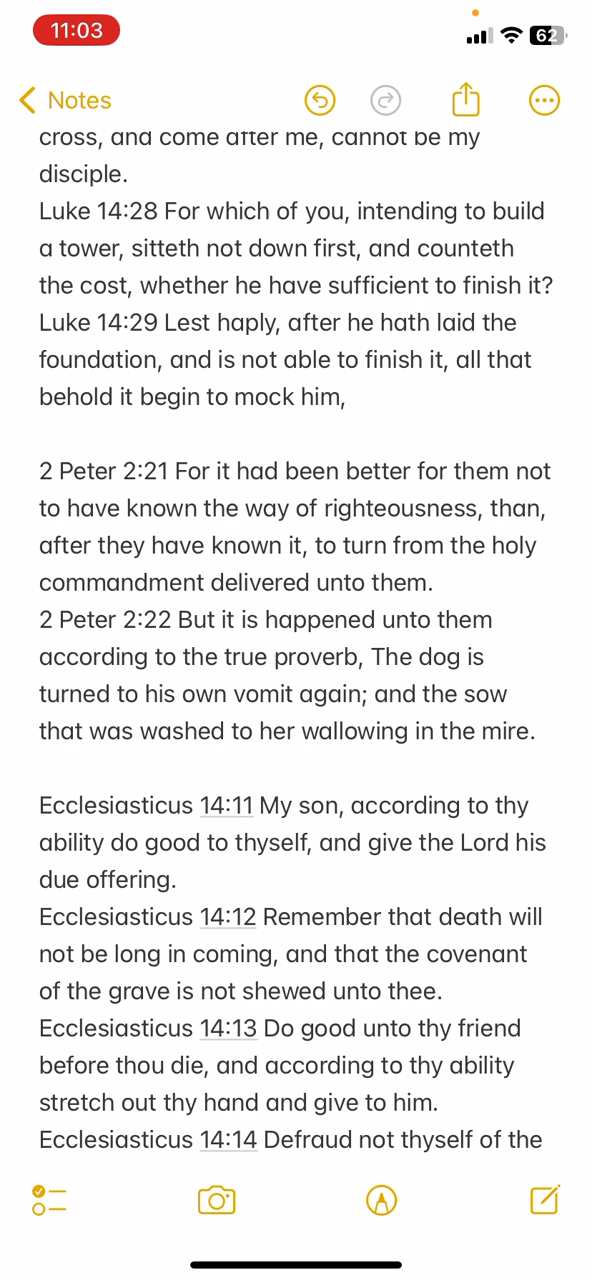 11:03
62
Notes
cross, and come after me, cannot be my
disciple.
Luke 14:28 For which of you, intending to build
a tower, sitteth not down first, and counteth
the cost, whether he have sufficient to finish it?
Luke 14:29 Lest haply, after he hath laid the
foundation, and is not able to finish it, all that
behold it begin to mock him,
2 Peter 2:21 For it had been better for them not
to have known the way of righteousness, than,
after they have known it, to turn from the holy
commandment delivered unto them.
2 Peter 2:22 But it is happened unto them
according to the true proverb, The dog is
turned to his own vomit again; and the sow
that was washed to her wallowing in the mire.
Ecclesiasticus 14:11 My son, according to thy
ability do good to thyself, and give the Lord his
due offering.
Ecclesiasticus 14:12 Remember that death will
not be long in coming, and that the covenant
of the grave is not shewed unto thee.
Ecclesiasticus 14:13 Do good unto thy friend
before thou die, and according to thy ability
stretch out thy hand and give to him.
Ecclesiasticus 14:14 Defraud not thyself of the